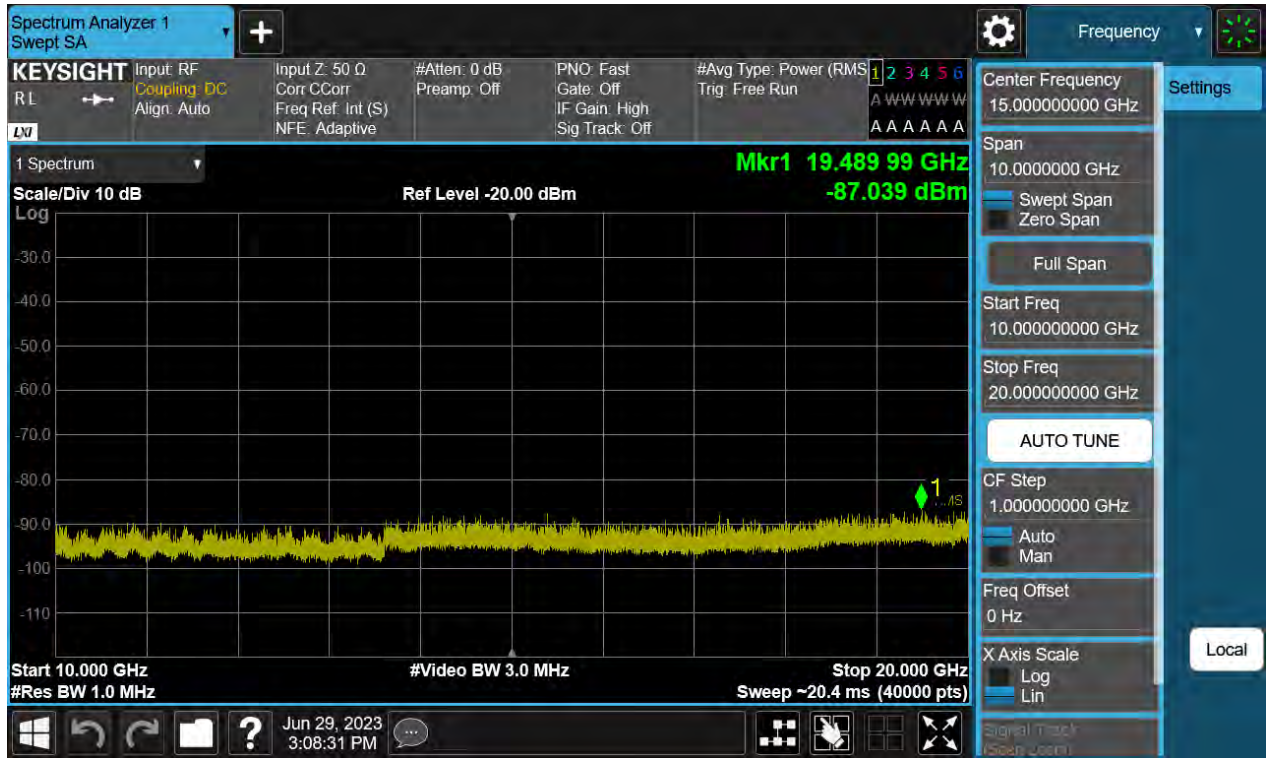 Spectrum Analyzer 1
Swept SA
Frequency
KEYSIGHT
RL
LXI
Input: RF
Coupling: DC
Align: Auto
Input Z: 50 Ω
Corr CCorr
Freq Ref: Int (S)
NFE: Adaptive
#Atten: 0 dB
Preamp: Off
PNO: Fast
Gate: Off
IF Gain: High
Sig Track: Off
#Avg Type: Power (RMS
Trig: Free Run
1 2 3 4 5 6
A W W W W W
A A A A A A
1 Spectrum
Mkr1 19.489 99 GHz
Scale/Div 10 dB
Ref Level -20.00 dBm
-87.039 dBm
Log
-30.0
-40.0
-50.0
-60.0
-70.0
-80.0
-90.0
-100
-110
1
Start 10.000 GHz
#Video BW 3.0 MHz
Stop 20.000 GHz
#Res BW 1.0 MHz
Sweep ~20.4 ms (40000 pts)
Jun 29, 2023
3:08:31 PM
Center Frequency
15.000000000 GHz
Settings
Span
10.0000000 GHz
Swept Span
Zero Span
Full Span
Start Freq
10.000000000 GHz
Stop Freq
20.000000000 GHz
AUTO TUNE
CF Step
1.000000000 GHz
Auto
Man
Freq Offset
0 Hz
X Axis Scale
Log
Lin
Local
Signal Track
(Span Zoom)